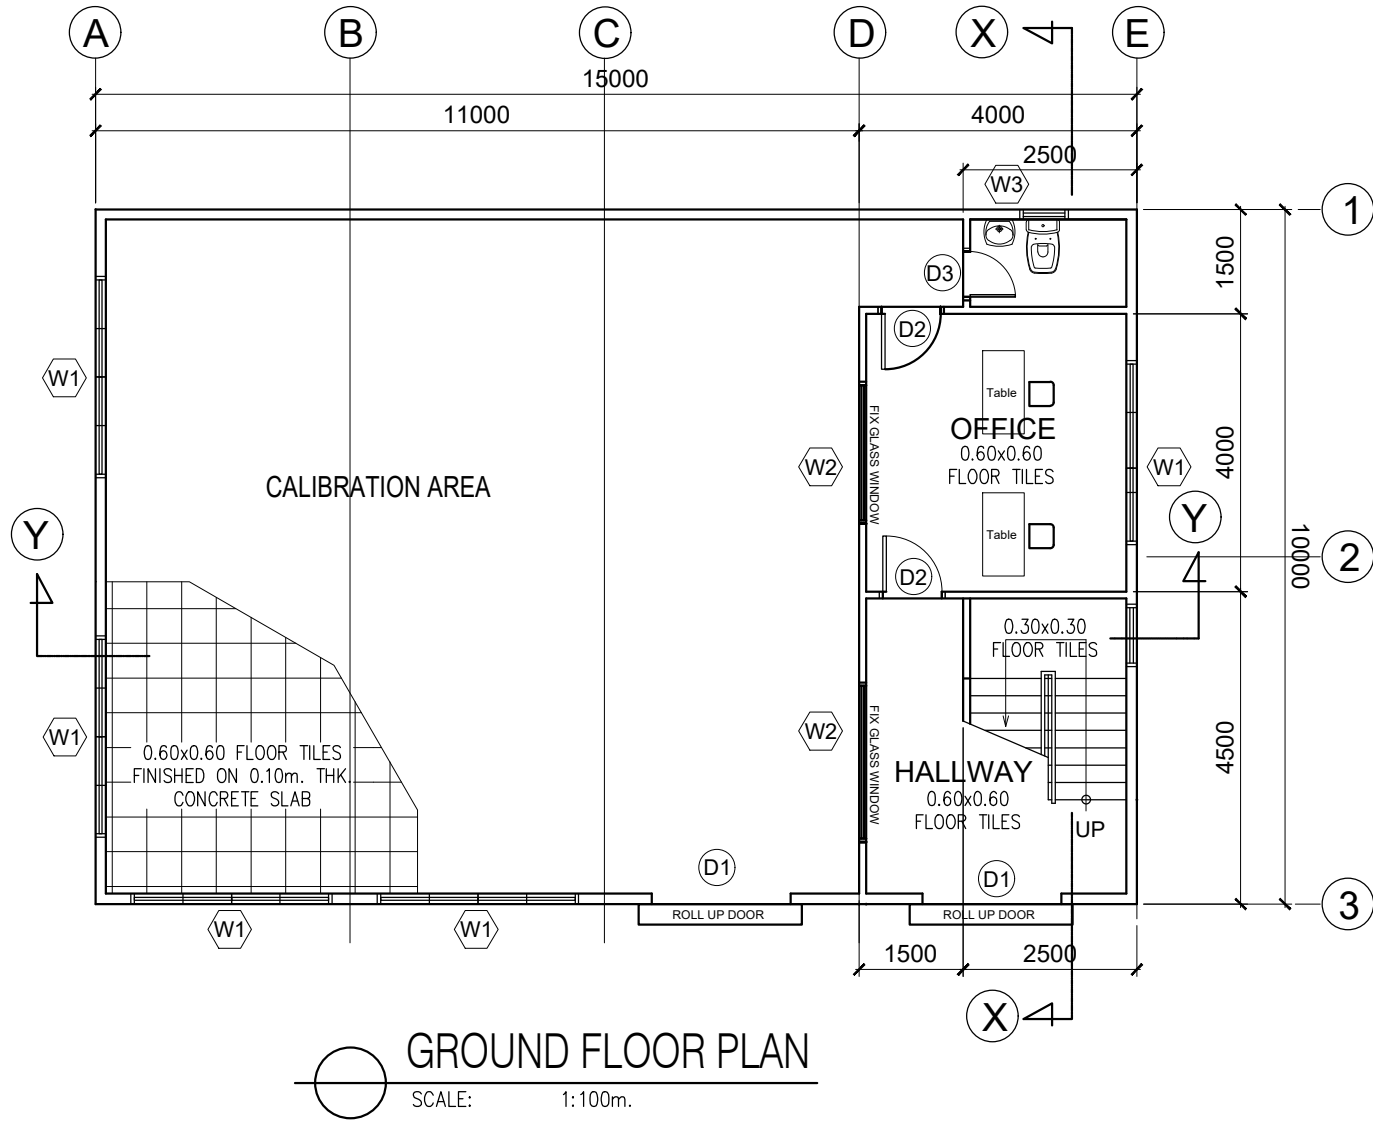 A B C D X E
15000
11000 4000
2500
W3
1
1500
D3
D2
W1
Table
FIX GLASS WINDOW
OFFICE
0.60x0.60
FLOOR TILES
W2
W1
4000
CALIBRATION AREA
Y
Y
Table
10000
2
D2
0.30x0.30
FLOOR TILES
W1
0.60x0.60 FLOOR TILES
FINISHED ON 0.10m. THK.
CONCRETE SLAB
W2
FIX GLASS WINDOW
HALLWAY
0.60x0.60
FLOOR TILES
4500
UP
D1
D1
ROLL UP DOOR
ROLL UP DOOR
3
W1
W1
1500 2500
X
GROUND FLOOR PLAN
SCALE: 1:100m.